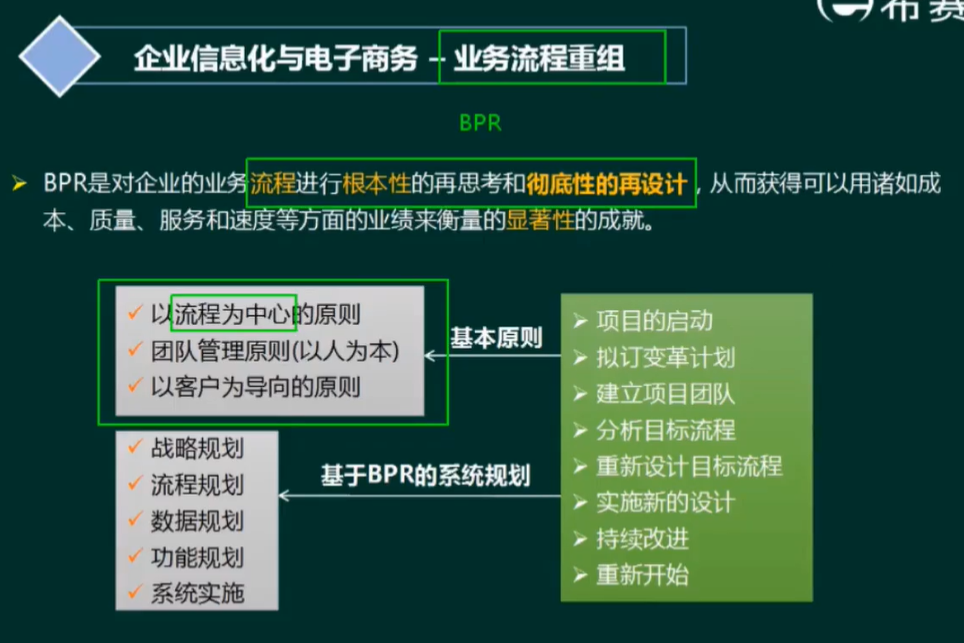 布赛
企业信息化与电子商务 – 业务流程重组
BPR
BPR是对企业的业务流程进行根本性的再思考和彻底性的再设计，从而获得可以用诸如成
本、质量、服务和速度等方面的业绩来衡量的显著性的成就。
以流程为中心的原则
团队管理原则(以人为本)
以客户为导向的原则
基本原则
战略规划
流程规划
数据规划
功能规划
系统实施
基于BPR的系统规划
项目的启动
拟订变革计划
建立项目团队
分析目标流程
重新设计目标流程
实施新的设计
持续改进
重新开始